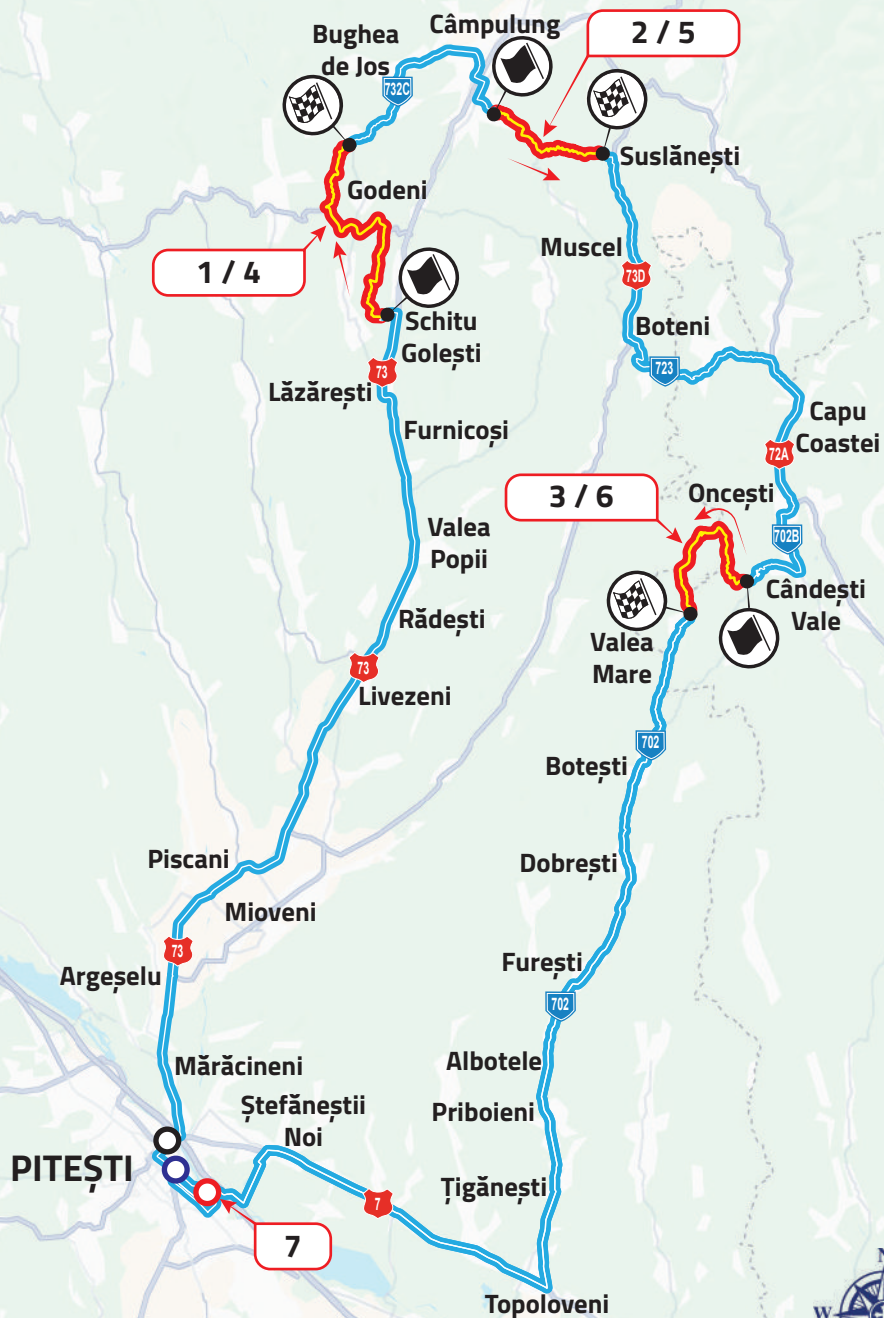 Câmpulung
2 / 5
Bughea
de Jos
732C
Suslănești
Godeni
Muscel
1 / 4
73D
Schitu
Golești
Boteni
73
723
Lăzărești
Capu
Coastei
Furnicoși
72A
3 / 6
Oncești
Valea
Popii
702B
Cândești
Vale
Rădești
Valea
Mare
73
Livezeni
702
Botești
Piscani
Dobrești
Mioveni
73
Argeșelu
Furești
702
Mărăcineni
Albotele
Ștefăneștii
Noi
Priboieni
PITEȘTI
Țigănești
7
7
Topoloveni
N
W